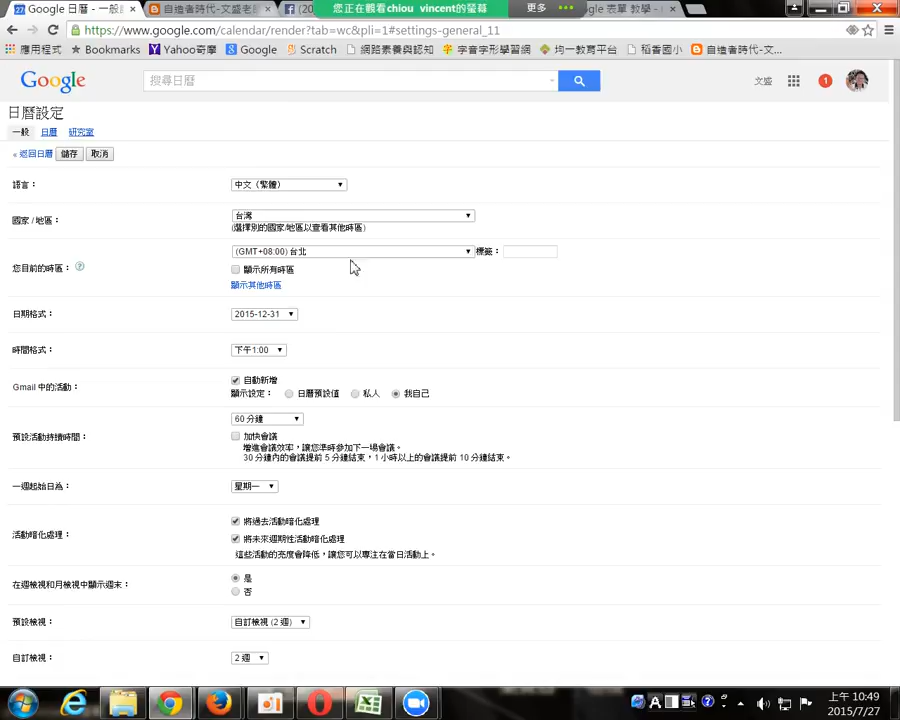 Google 日曆 - 一般設
自造者時代-文盛老師
(20
您正在觀看chiou vincent的螢幕
更多
gle 表單 教學 -
https://www.google.com/calendar/render?tab=wc&pli=1#settings-general_11
應用程式
Bookmarks
Yahoo奇摩
Google
Scratch
網路素養與認知
字音字形學習網
均一教育平台
稻香國小
自造者時代-文...
Google
搜尋日曆
文盛
1
日曆設定
一般 日曆 研究室
« 返回日曆 儲存 取消
語言： 中文（繁體）
國家 / 地區： 台灣
(選擇別的國家/地區以查看其他時區)
您目前的時區： (GMT+08:00) 台北 標籤：
顯示所有時區
顯示其他時區
日期格式： 2015-12-31
時間格式： 下午1:00
Gmail 中的活動： 自動新增
顯示設定： 日曆預設值 私人 我自己
預設活動持續時間： 60 分鐘
加快會議
增進會議效率，讓您準時參加下一場會議。
30 分鐘內的會議提前 5 分鐘結束，1 小時以上的會議提前 10 分鐘結束。
一週起始日為： 星期一
活動暗化處理： 將過去活動暗化處理
將未來週期性活動暗化處理
這些活動的亮度會降低，讓您可以專注在當日活動上。
在週檢視和月檢視中顯示週末： 是
否
預設檢視： 自訂檢視 (2 週)
自訂檢視： 2 週
上午 10:49
2015/7/27